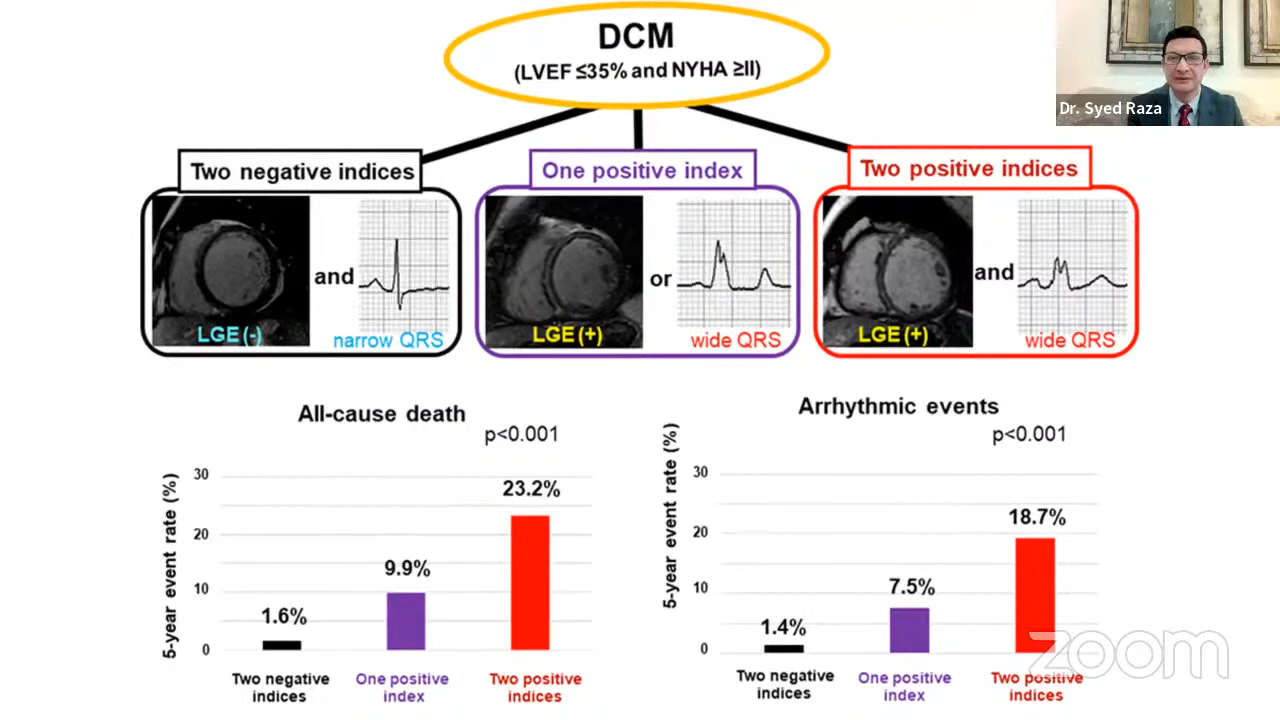 DCM
(LVEF ≤35% and NYHA ≥II)
Dr. Syed Raza
Two negative indices
One positive index
Two positive indices
and
or
and
LGE (-)
narrow QRS
LGE (+)
wide QRS
LGE (+)
wide QRS
All-cause death
p<0.001
5-year event rate (%)
30
20
10
0
1.6%
9.9%
23.2%
Two negative
indices
One positive
index
Two positive
indices
Arrhythmic events
p<0.001
5-year event rate (%)
30
20
10
0
1.4%
7.5%
18.7%
Two negative
indices
One positive
index
Two positive
indices
zoom